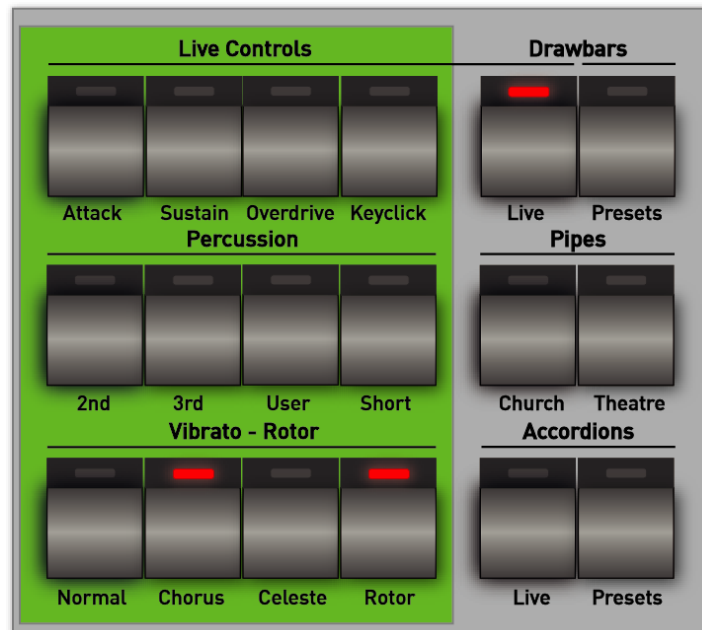 Live Controls Drawbars
Attack Sustain Overdrive Keyclick Live Presets
Percussion Pipes
2nd 3rd User Short Church Theatre
Vibrato - Rotor Accordions
Normal Chorus Celeste Rotor Live Presets